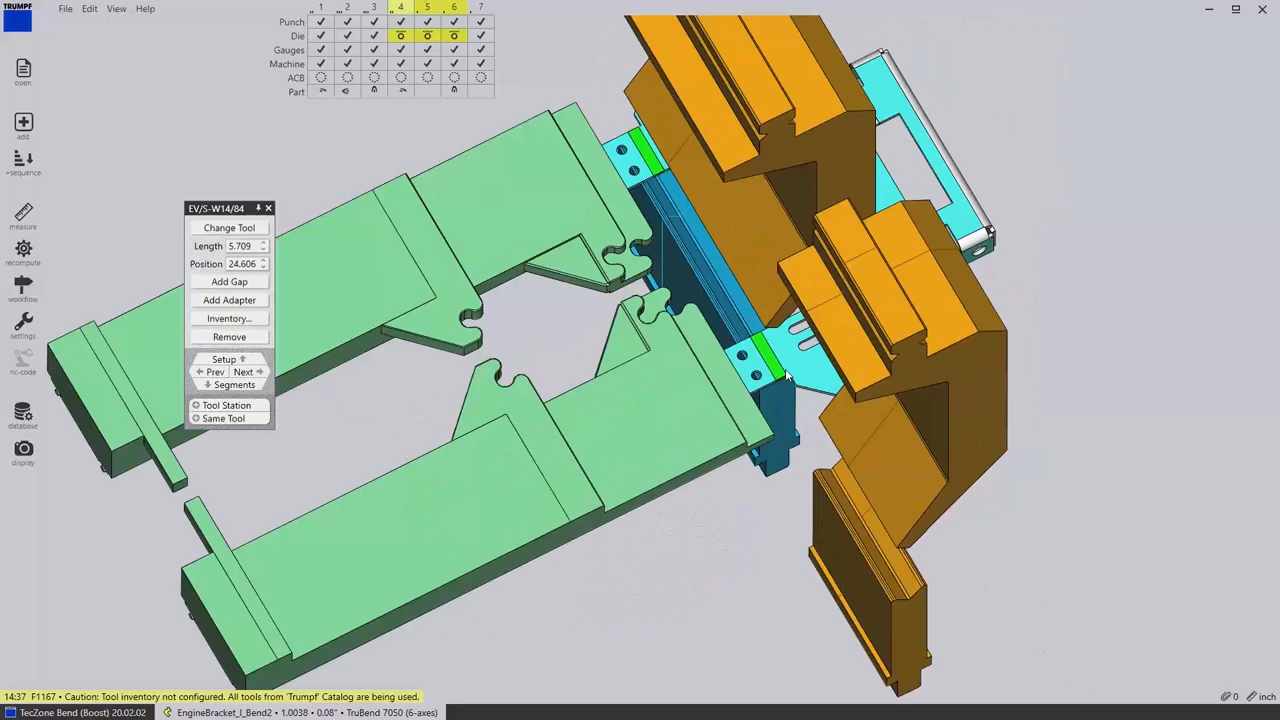 TRUMPF
File Edit View Help
1 2 3 4 5 6 7
Punch
Die
Gauges
Machine
ACB
Part
open
add
+sequence
measure
recompute
workflow
settings
nc-code
database
display
EV/S-W14/84
Change Tool
Length 5.709
Position 24.606
Add Gap
Add Adapter
Inventory...
Remove
Setup
Prev Next
Segments
Tool Station
Same Tool
14:37 F1167 • Caution: Tool inventory not configured. All tools from 'Trumpf' Catalog are being used.
0 inch
TecZone Bend (Boost) 20.02.02 EngineBracket_I_Bend2 • 1.0038 • 0.08" • TruBend 7050 (6-axes)